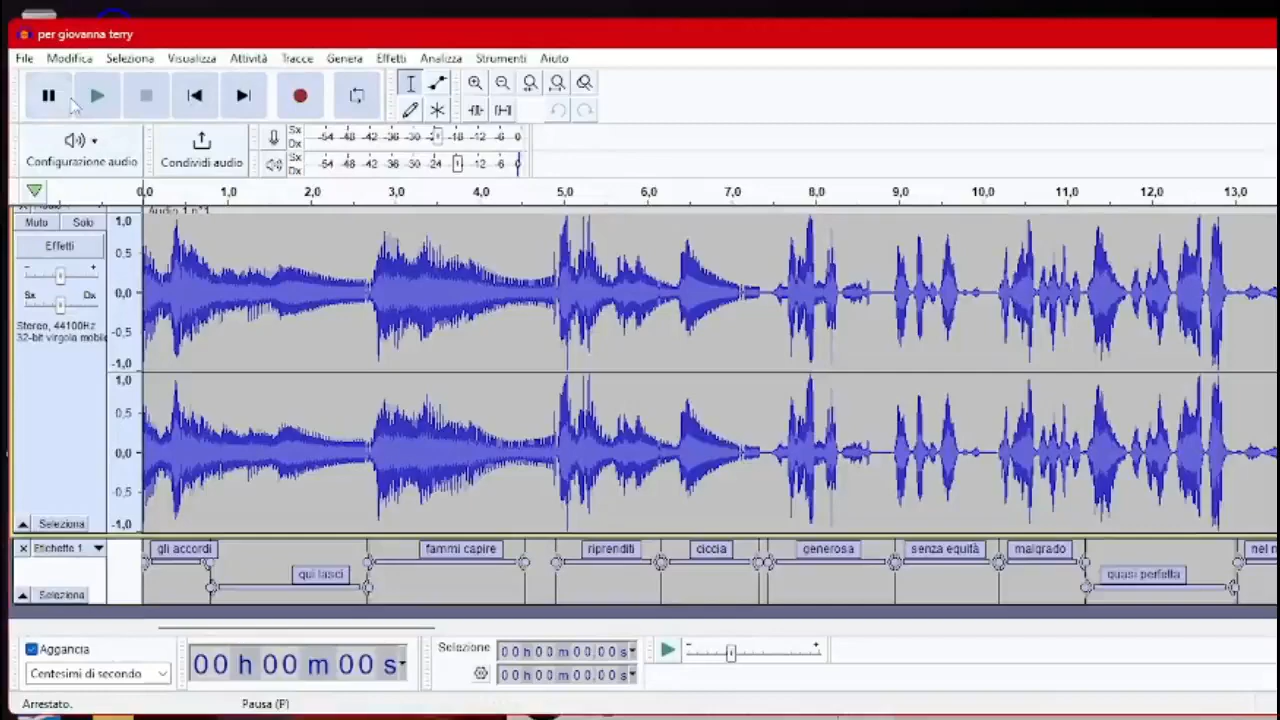 per giovanna terry
File Modifica Seleziona Visualizza Attività Tracce Genera Effetti Analizza Strumenti Aiuto
Sx
Dx
-54 -48 -42 -36 -30 -18 -12 -6 0
Configurazione audio
Condividi audio
Sx
Dx
-54 -48 -42 -36 -30 -24 -12 -6 0
0,0 1,0 2,0 3,0 4,0 5,0 6,0 7,0 8,0 9,0 10,0 11,0 12,0 13,0
Audio 1 n°1
Muto Solo
Effetti
- +
Sx Dx
Stereo, 44100Hz
32-bit virgola mobile
Seleziona
1,0
0,5
0,0
-0,5
-1,0
1,0
0,5
0,0
-0,5
-1,0
Etichette 1
Seleziona
gli accordi fammi capire riprenditi ciccia generosa senza equità malgrado
qui lasci quasi perfetta
Aggancia
Centesimi di secondo
00 h 00 m 00 s
Selezione
00 h 00 m 00,00 s
00 h 00 m 00,00 s
- +
Arrestato.
Pausa (P)